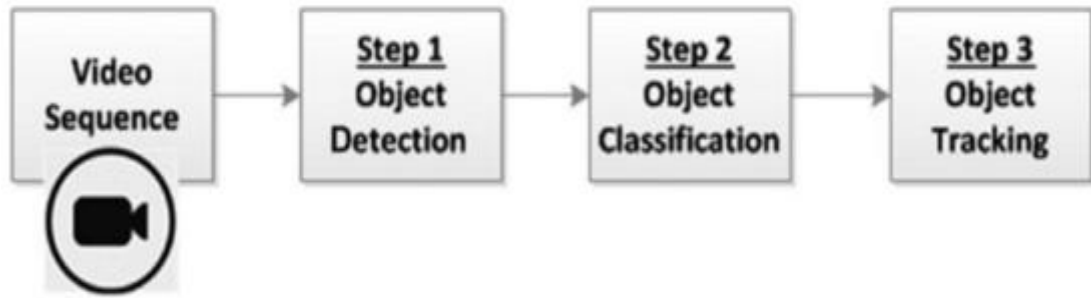 Video
Sequence
Step 1
Object
Detection
Step 2
Object
Classification
Step 3
Object
Tracking